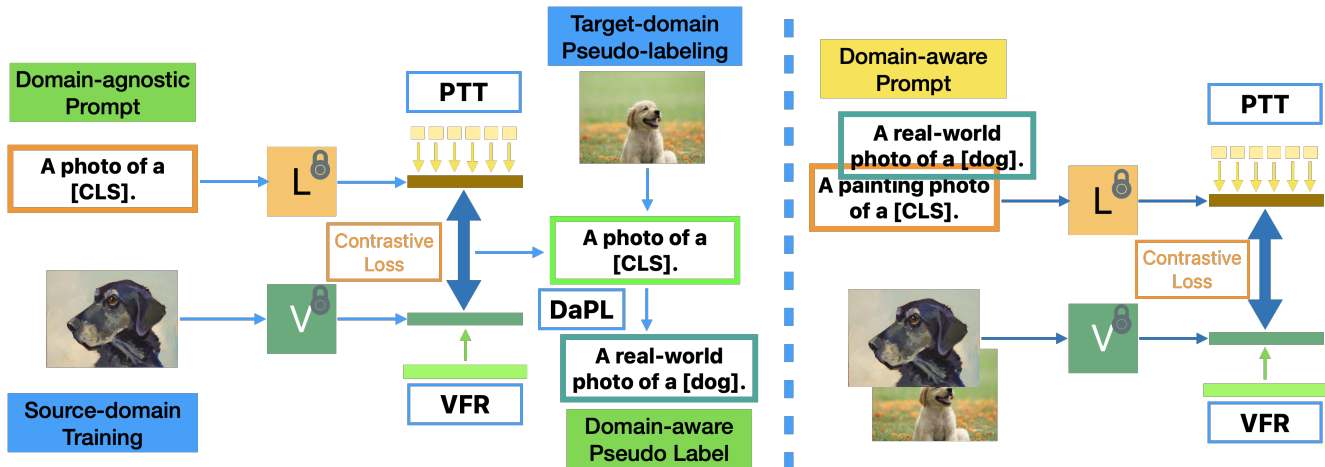 Domain-agnostic
Prompt
A photo of a
[CLS].
L
PTT
Contrastive
Loss
V
VFR
Source-domain
Training
Target-domain
Pseudo-labeling
A photo of a
[CLS].
DaPL
A real-world
photo of a [dog].
Domain-aware
Pseudo Label
Domain-aware
Prompt
A real-world
photo of a [dog].
A painting photo
of a [CLS].
L
PTT
Contrastive
Loss
V
VFR